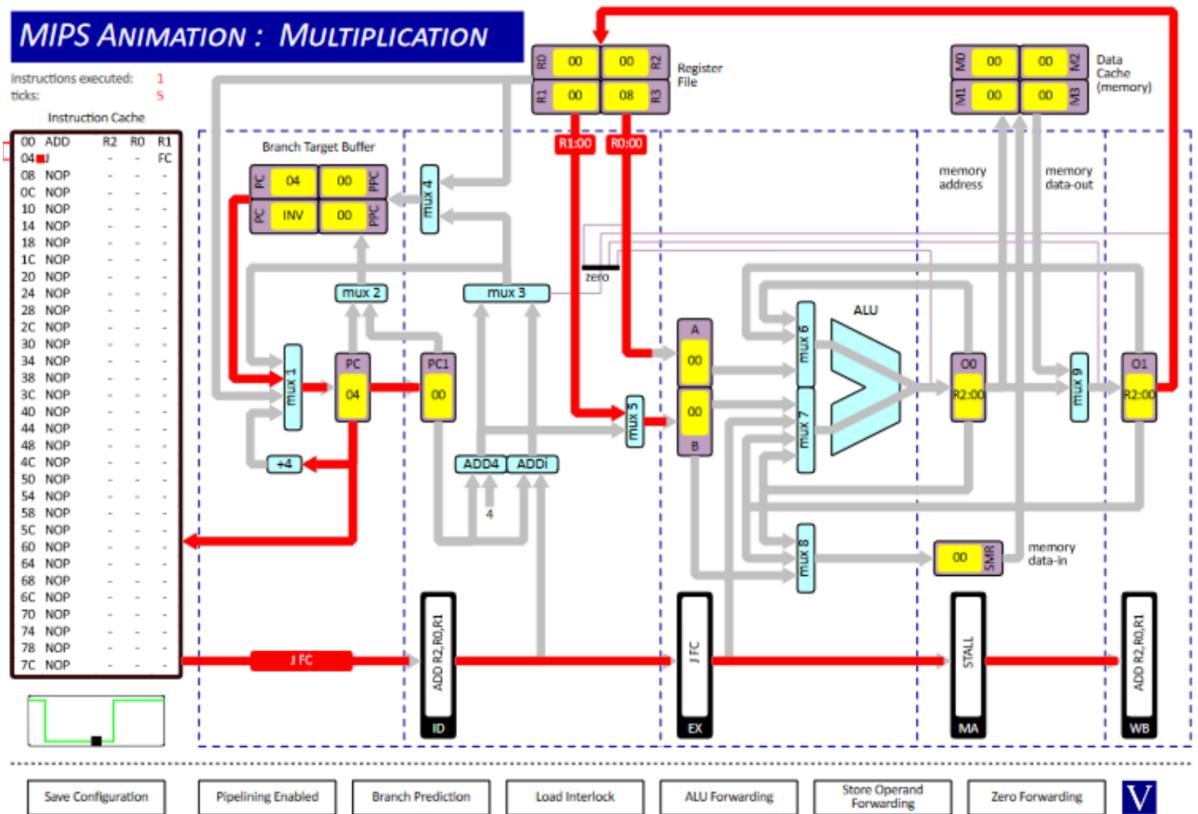 MIPS ANIMATION : MULTIPLICATION
instructions executed: 1
ticks: 5
Instruction Cache
00 ADD R2 R0 R1
04 J FC
08 NOP - - -
0C NOP - - -
10 NOP - - -
14 NOP - - -
18 NOP - - -
1C NOP - - -
20 NOP - - -
24 NOP - - -
28 NOP - - -
2C NOP - - -
30 NOP - - -
34 NOP - - -
38 NOP - - -
3C NOP - - -
40 NOP - - -
44 NOP - - -
48 NOP - - -
4C NOP - - -
50 NOP - - -
54 NOP - - -
58 NOP - - -
5C NOP - - -
60 NOP - - -
64 NOP - - -
68 NOP - - -
6C NOP - - -
70 NOP - - -
74 NOP - - -
78 NOP - - -
7C NOP - - -
R0 00 00 R2
R1 00 08 R3
Register
File
M0 00 00 M2
M1 00 00 M3
Data
Cache
(memory)
Branch Target Buffer
PC 04 00 PPC
PC INV 00 PPC
mux 4
R1:00
R0:00
memory
address
memory
data-out
zero
mux 2
mux 3
mux 1
PC
04
PC1
00
+4
ADD4
ADDi
4
mux 5
A
00
00
B
mux 6
mux 7
ALU
O0
R2:00
mux 9
O1
R2:00
mux 8
00 SMR
memory
data-in
J FC
ADD R2,R0,R1
ID
J FC
EX
STALL
MA
ADD R2,R0,R1
WB
Save Configuration
Pipelining Enabled
Branch Prediction
Load Interlock
ALU Forwarding
Store Operand
Forwarding
Zero Forwarding
V